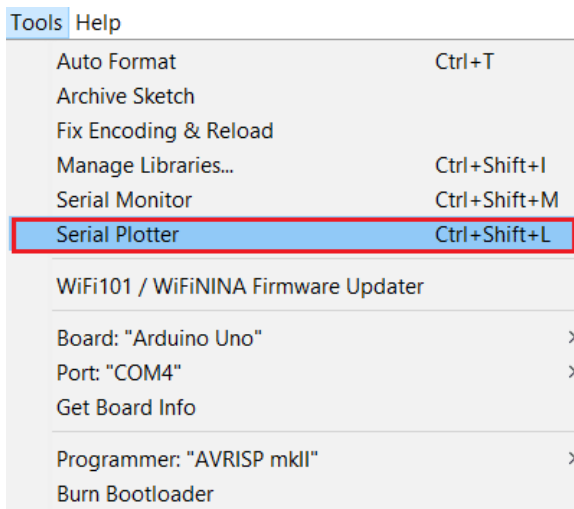 Tools Help
Auto Format Ctrl+T
Archive Sketch
Fix Encoding & Reload
Manage Libraries... Ctrl+Shift+I
Serial Monitor Ctrl+Shift+M
Serial Plotter Ctrl+Shift+L
WiFi101 / WiFiNINA Firmware Updater
Board: "Arduino Uno"
Port: "COM4"
Get Board Info
Programmer: "AVRISP mkII"
Burn Bootloader